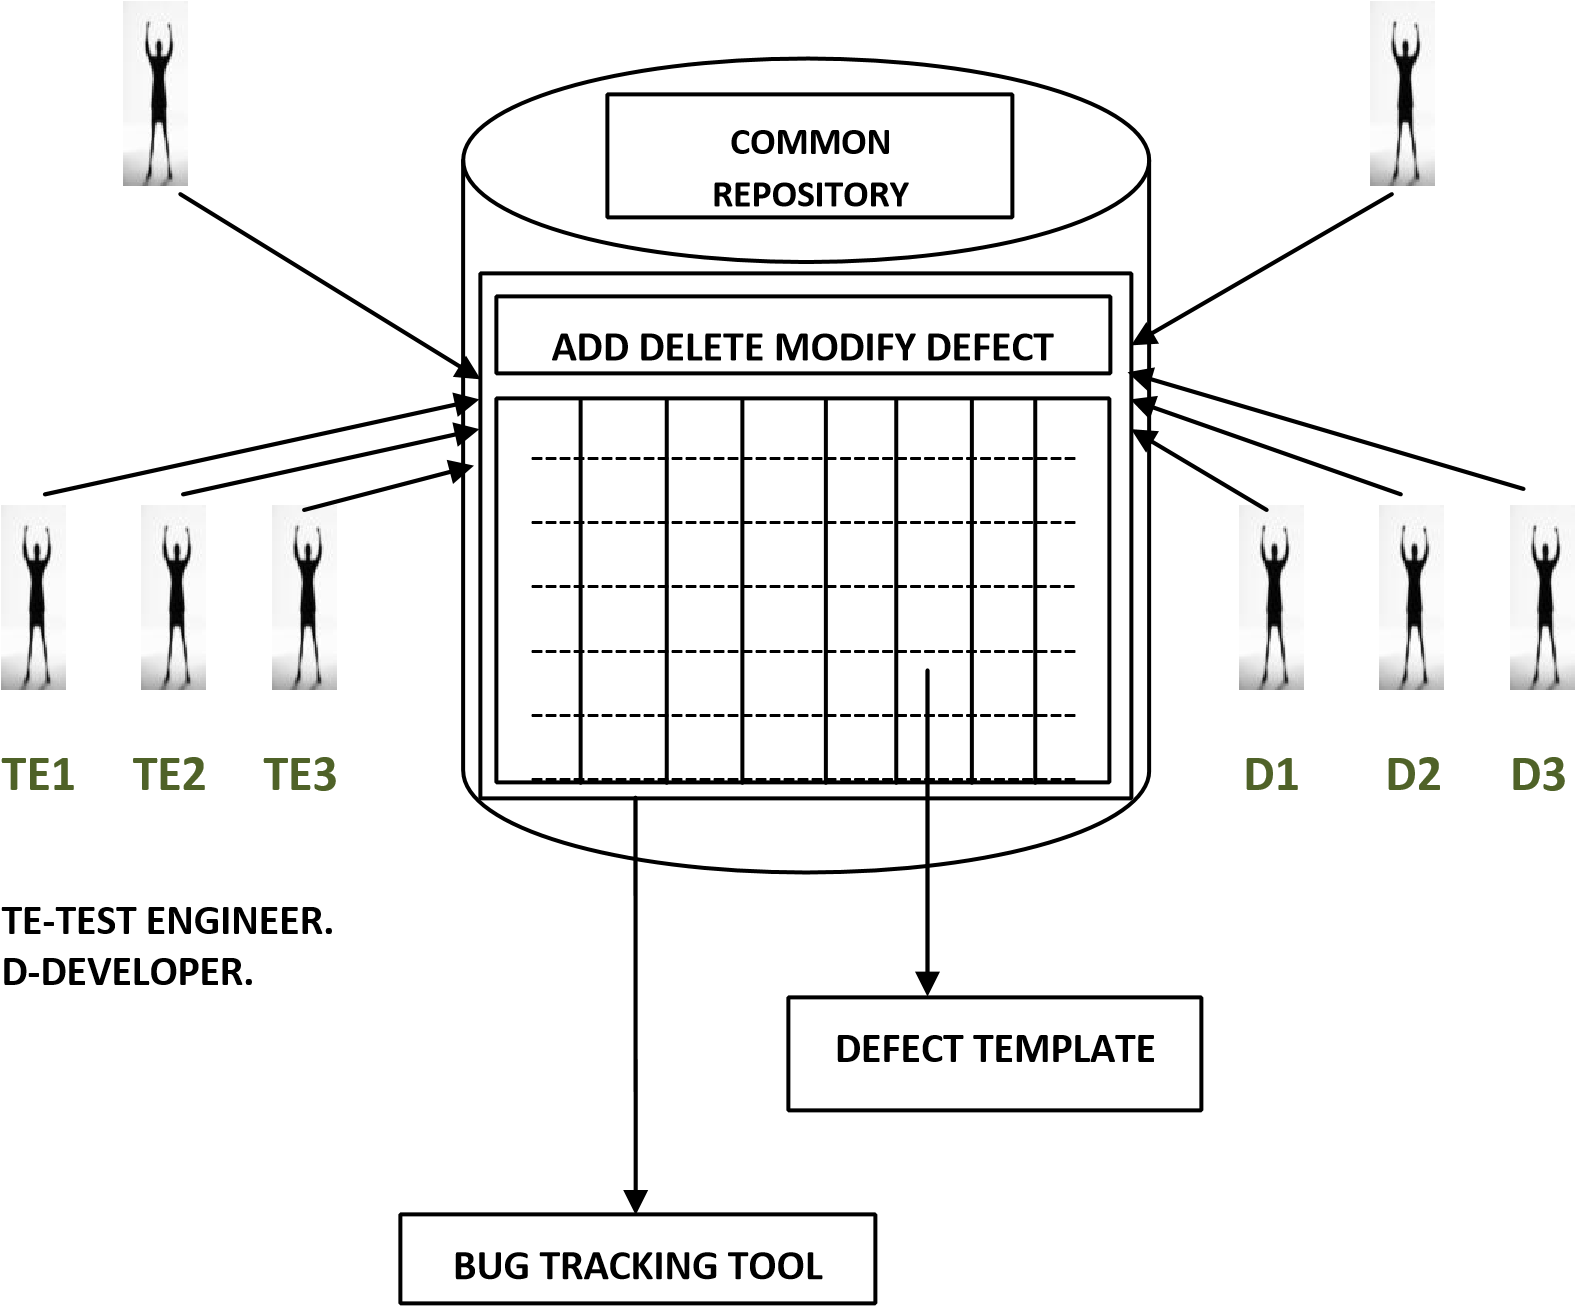 COMMON
REPOSITORY
ADD DELETE MODIFY DEFECT
TE1 TE2 TE3
D1 D2 D3
TE-TEST ENGINEER.
D-DEVELOPER.
DEFECT TEMPLATE
BUG TRACKING TOOL